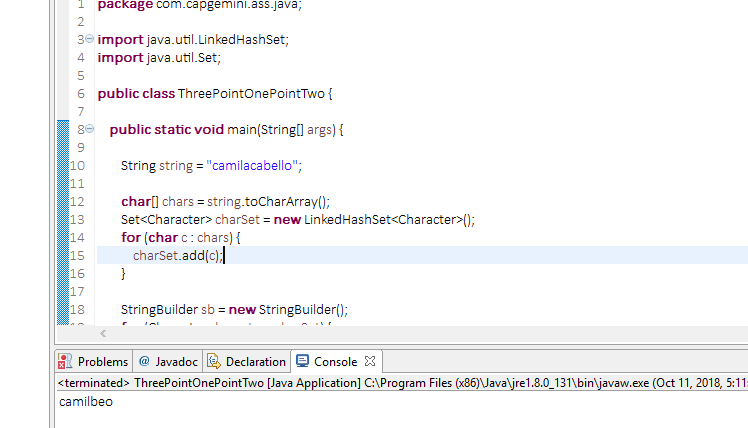 1 package com.capgemini.ass.java;
2
3 import java.util.LinkedHashSet;
4 import java.util.Set;
5
6 public class ThreePointOnePointTwo {
7
8 public static void main(String[] args) {
9
10 String string = "camilacabello";
11
12 char[] chars = string.toCharArray();
13 Set<Character> charSet = new LinkedHashSet<Character>();
14 for (char c : chars) {
15 charSet.add(c);
16 }
17
18 StringBuilder sb = new StringBuilder();
Problems @ Javadoc Declaration Console
<terminated> ThreePointOnePointTwo [Java Application] C:\Program Files (x86)\Java\jre1.8.0_131\bin\javaw.exe (Oct 11, 2018, 5:11:
camilbeo